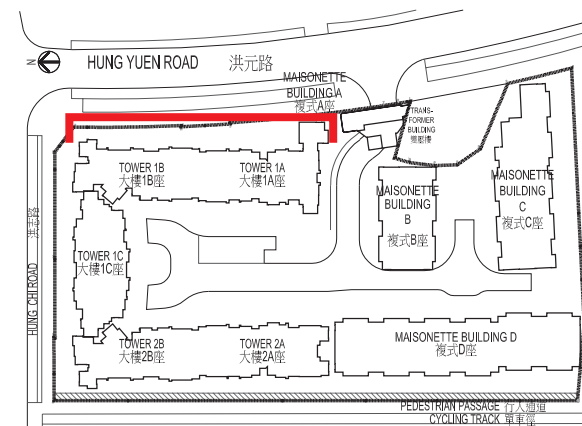 N
HUNG YUEN ROAD 洪元路
MAISONETTE
BUILDING A
複式A座
TRANS-
FORMER
BUILDING
變壓樓
TOWER 1B
大樓1B座
TOWER 1A
大樓1A座
MAISONETTE
BUILDING
B
複式B座
MAISONETTE
BUILDING
C
複式C座
HUNG CHI ROAD 洪志路
TOWER 1C
大樓1C座
TOWER 2B
大樓2B座
TOWER 2A
大樓2A座
MAISONETTE BUILDING D
複式D座
PEDESTRIAN PASSAGE 行人通道
CYCLING TRACK 單車徑